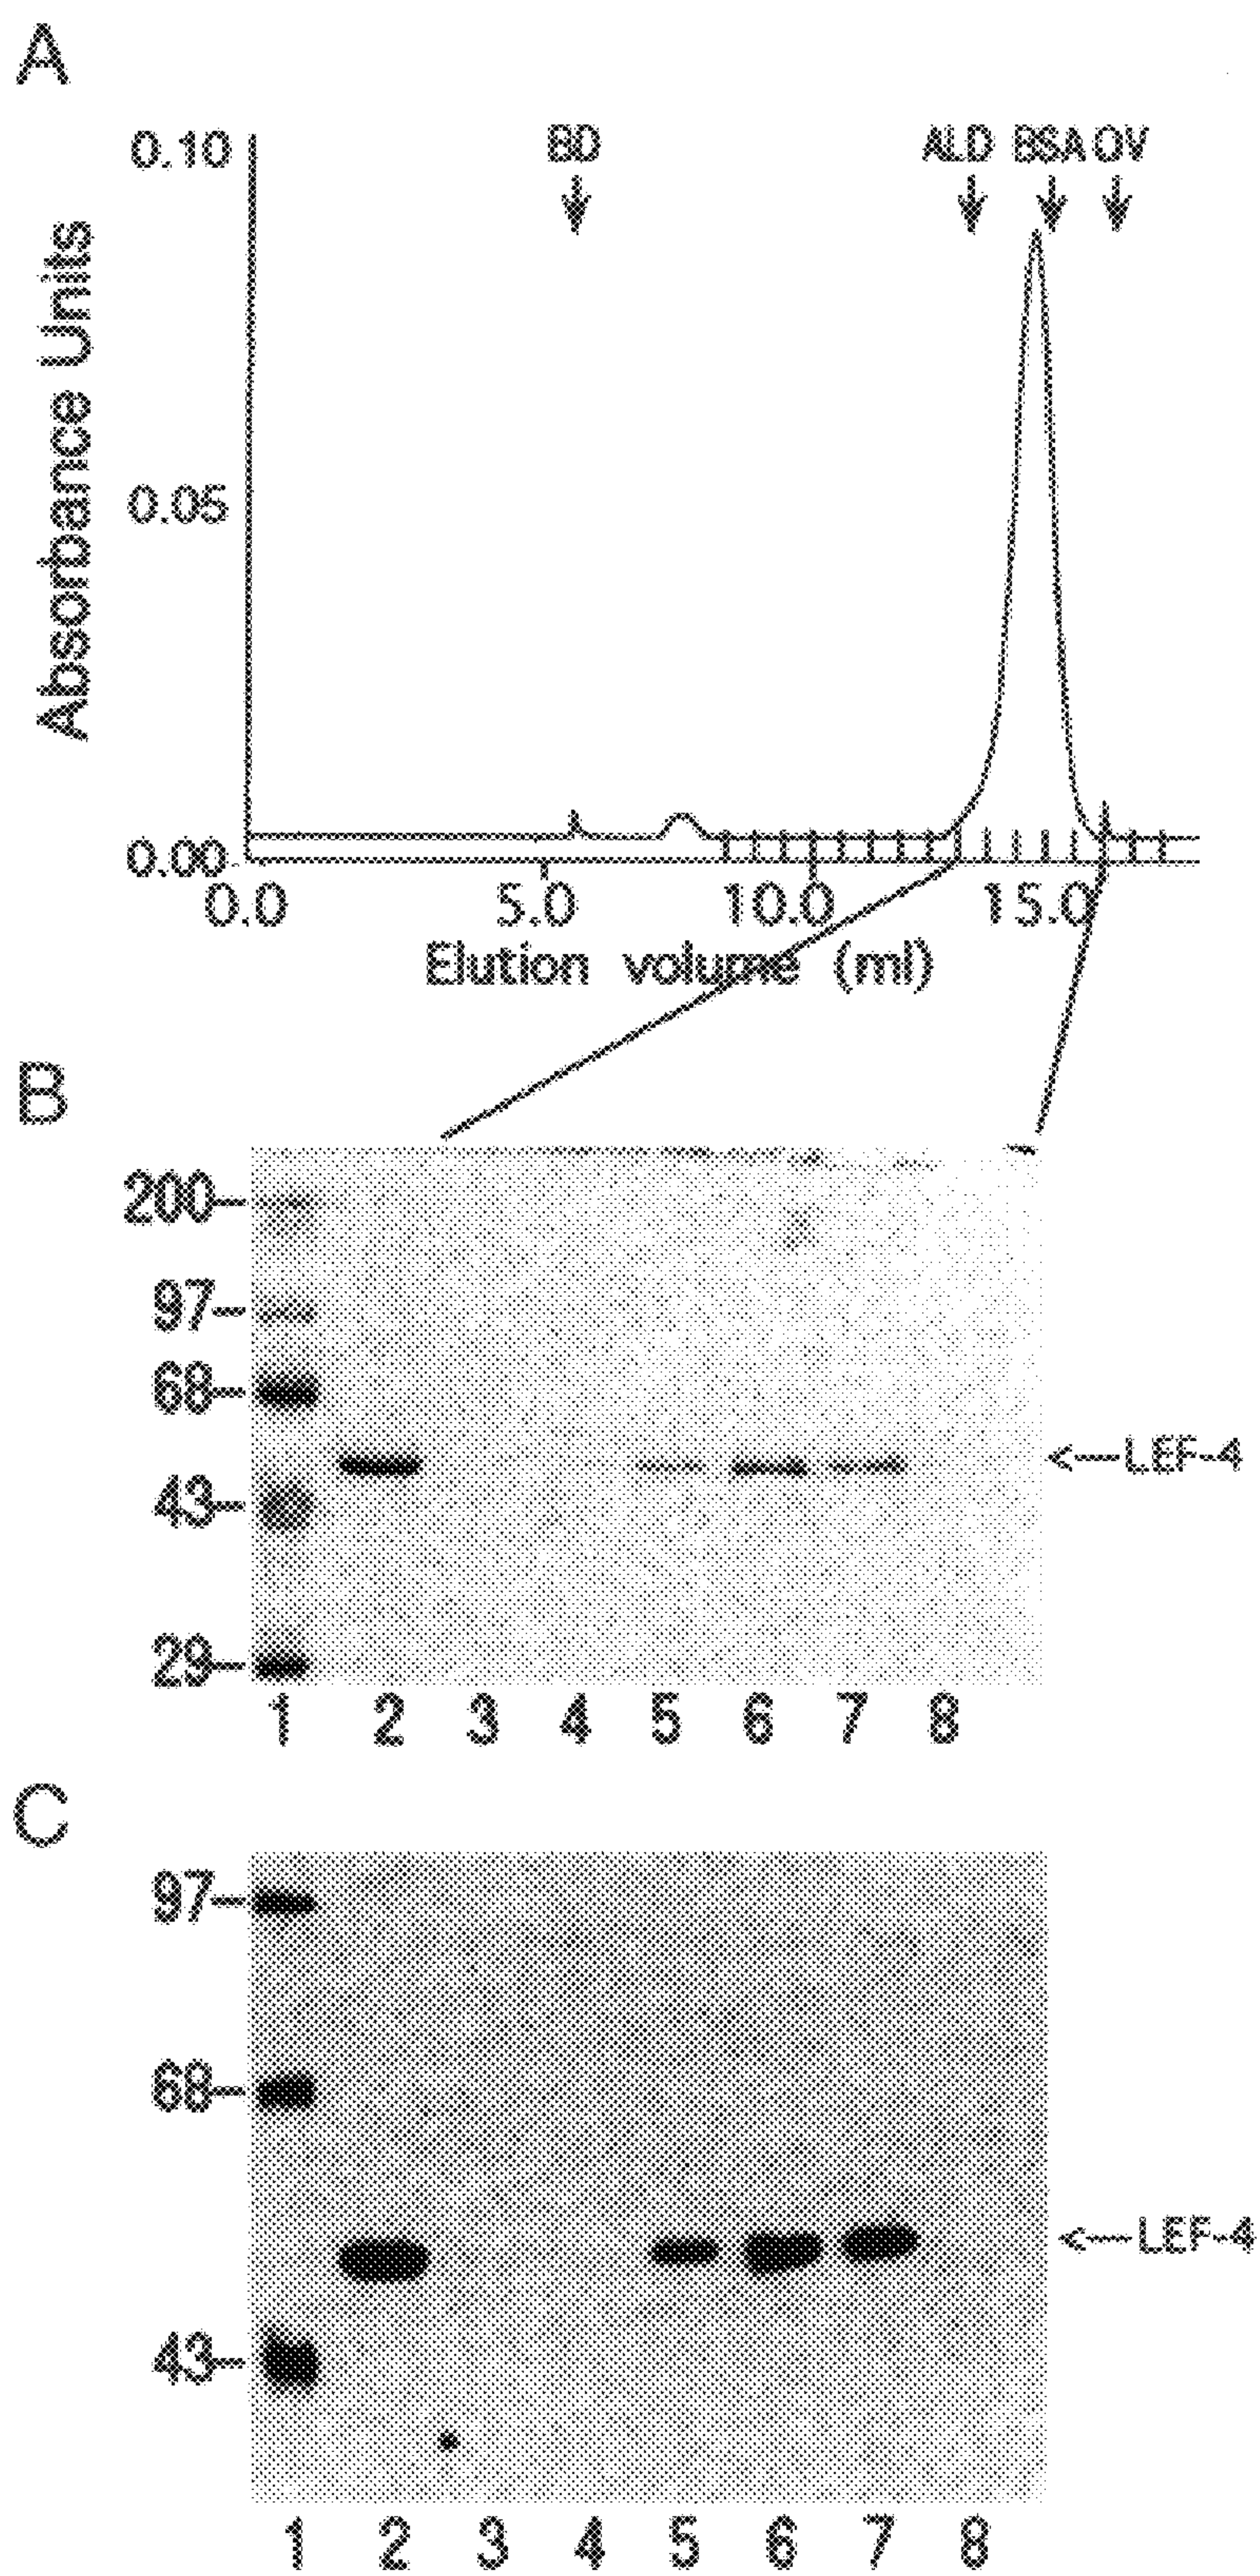 A
0.10 BD ALD BSA OV
Absorbance Units
0.05
0.00
0.0 5.0 10.0 15.0
Elution volume (ml)
B
200
97
68
<—LEF-4
43
29
1 2 3 4 5 6 7 8
C
97
68
<—LEF-4
43
1 2 3 4 5 6 7 8